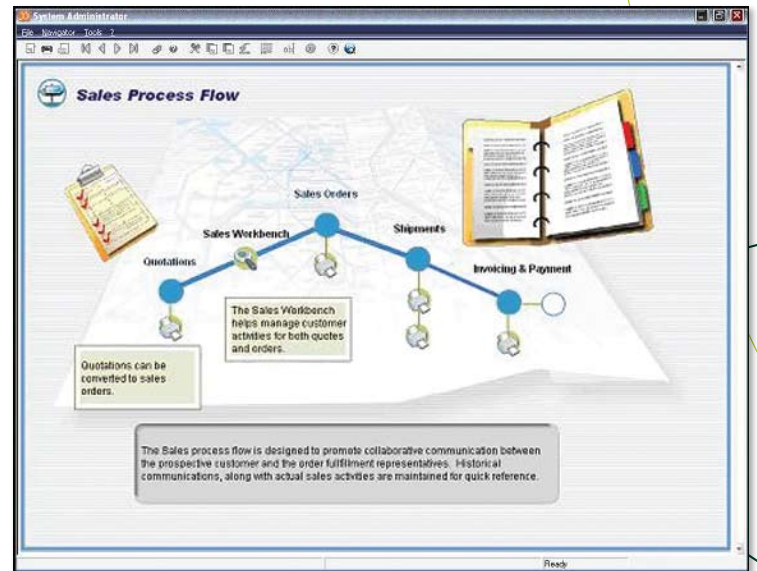 System Administrator
File Navigator Tools ?
ab|
Sales Process Flow
Sales Orders
Sales Workbench
Shipments
Quotations
Invoicing & Payment
The Sales Workbench
helps manage customer
activities for both quotes
and orders.
Quotations can be
converted to sales
orders.
The Sales process flow is designed to promote collaborative communication between
the prospective customer and the order fullfillment representatives. Historical
communications, along with actual sales activities are maintained for quick reference.
Ready